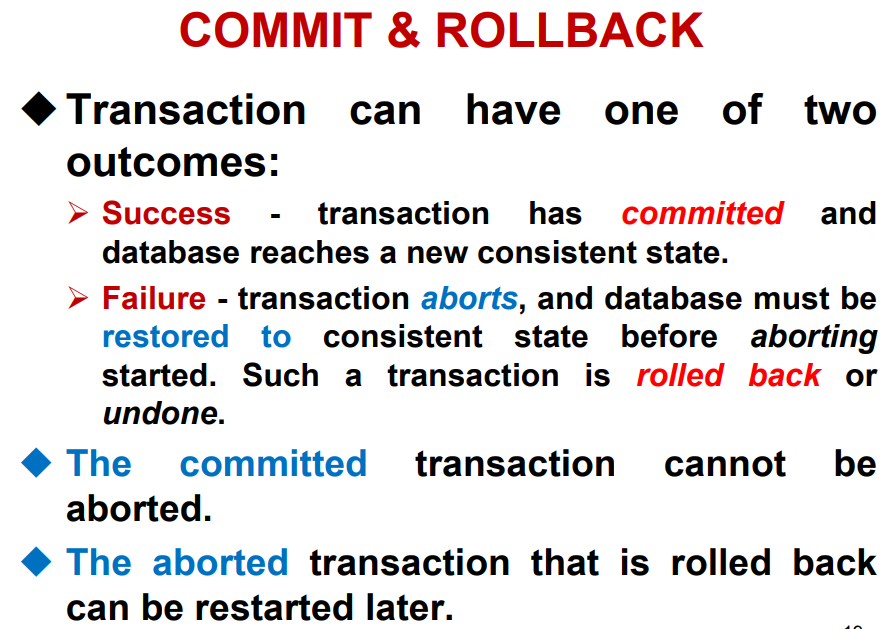 COMMIT & ROLLBACK
Transaction can have one of two
outcomes:
Success - transaction has committed and
database reaches a new consistent state.
Failure - transaction aborts, and database must be
restored to consistent state before aborting
started. Such a transaction is rolled back or
undone.
The committed transaction cannot be
aborted.
The aborted transaction that is rolled back
can be restarted later.